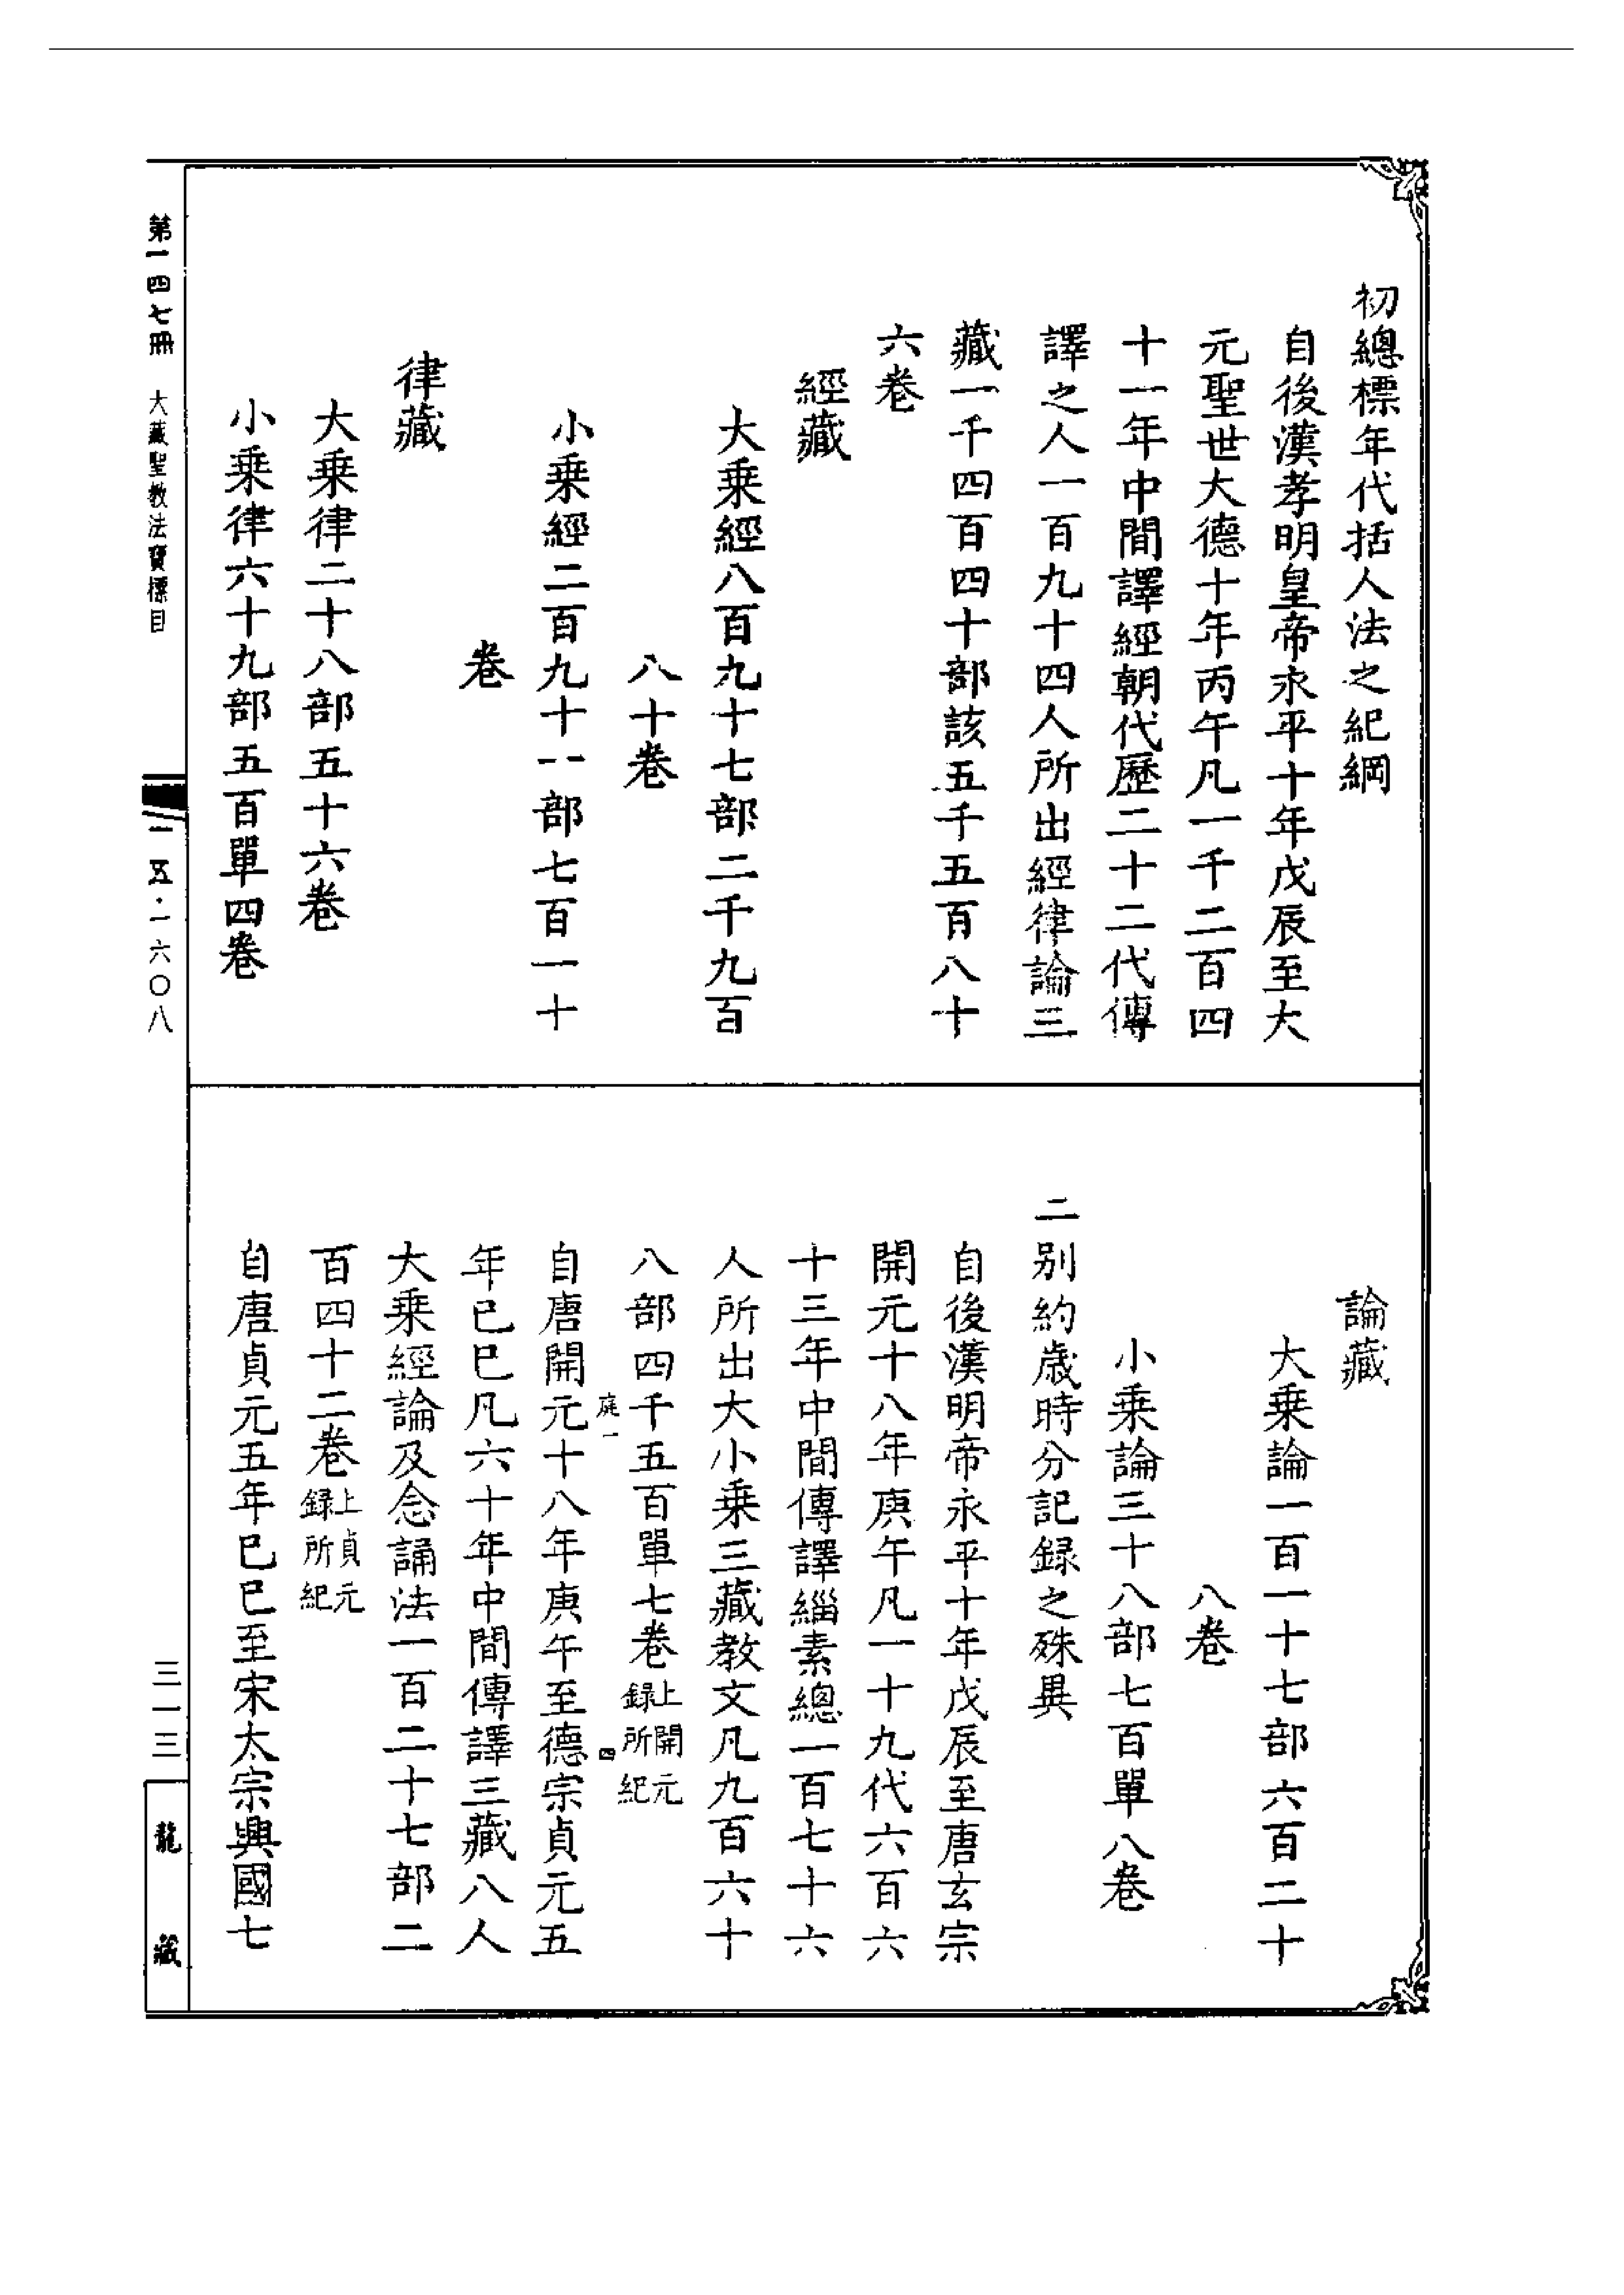 初總標年代括人法之紀綱
自後漢孝明皇帝永平十年戊辰至大
元聖世大德十年丙午凡一千二百四
十一年中間譯經朝代歷二十二代傳
譯之人一百九十四人所出經律論三
藏一千四百四十部該五千五百八十
六卷
經藏
大乘經八百九十七部二千九百
八十卷
小乘經二百九十一部七百一十
卷
律藏
大乘律二十八部五十六卷
小乘律六十九部五百單四卷
論藏
大乘論一百一十七部六百二十
八卷
小乘論三十八部七百單八卷
二別約歲時分記録之殊異
自後漢明帝永平十年戊辰至唐玄宗
開元十八年庚午凡一十九代六百六
十三年中間傳譯緇素總一百七十六
人所出大小乘三藏教文凡九百六十
八部四千五百單七卷上開元
録所紀
庭一
四
自唐開元十八年庚午至德宗貞元五
年已巳凡六十年中間傳譯三藏八人
大乘經論及念誦法一百二十七部二
百四十二卷上貞元
録所紀
自唐貞元五年已巳至宋太宗興國七
第一四七冊 大藏聖教法寶標目
一五·一六〇八
三一三
龍藏